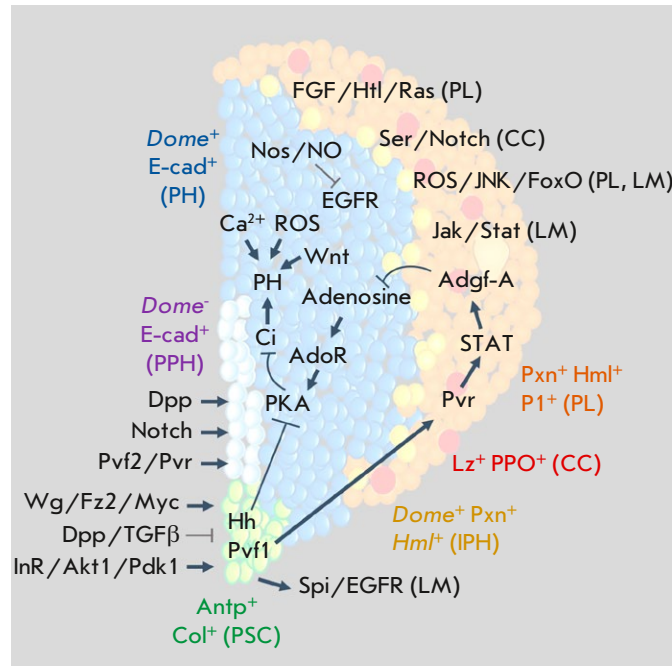 FGF/Htl/Ras (PL)
Ser/Notch (CC)
Dome⁺
E-cad⁺
(PH)
Nos/NO
EGFR
ROS/JNK/FoxO (PL, LM)
Ca²⁺ ROS
Jak/Stat (LM)
Wnt
PH
Adgf-A
Adenosine
Dome⁻
E-cad⁺
(PPH)
Ci
AdoR
STAT
Pxn⁺ Hml⁺
P1⁺ (PL)
Dpp
PKA
Pvr
Notch
Pvf2/Pvr
Lz⁺ PPO⁺ (CC)
Wg/Fz2/Myc
Hh
Dome⁺ Pxn⁺
Hml⁺ (IPH)
Dpp/TGFβ
Pvf1
InR/Akt1/Pdk1
Spi/EGFR (LM)
Antp⁺
Col⁺ (PSC)